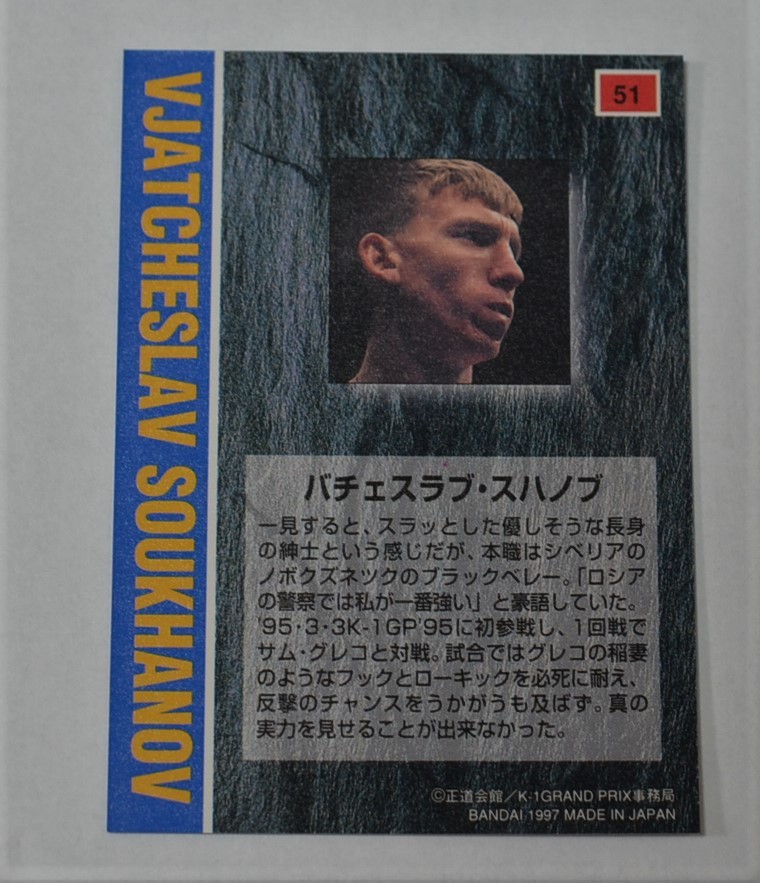 VJATCHESLAV SOUKHANOV
51
バチェスラブ・スハノブ
一見すると、スラッとした優しそうな長身
の紳士という感じだが、本職はシベリアの
ノボクズネツクのブラックベレー。「ロシア
の警察では私が一番強い」と豪語していた。
'95・3・3K-1GP'95に初参戦し、1回戦で
サム・グレコと対戦。試合ではグレコの稲妻
のようなフックとローキックを必死に耐え、
反撃のチャンスをうかがうも及ばず。真の
実力を見せることが出来なかった。
©正道会館/K-1GRAND PRIX事務局
BANDAI 1997 MADE IN JAPAN